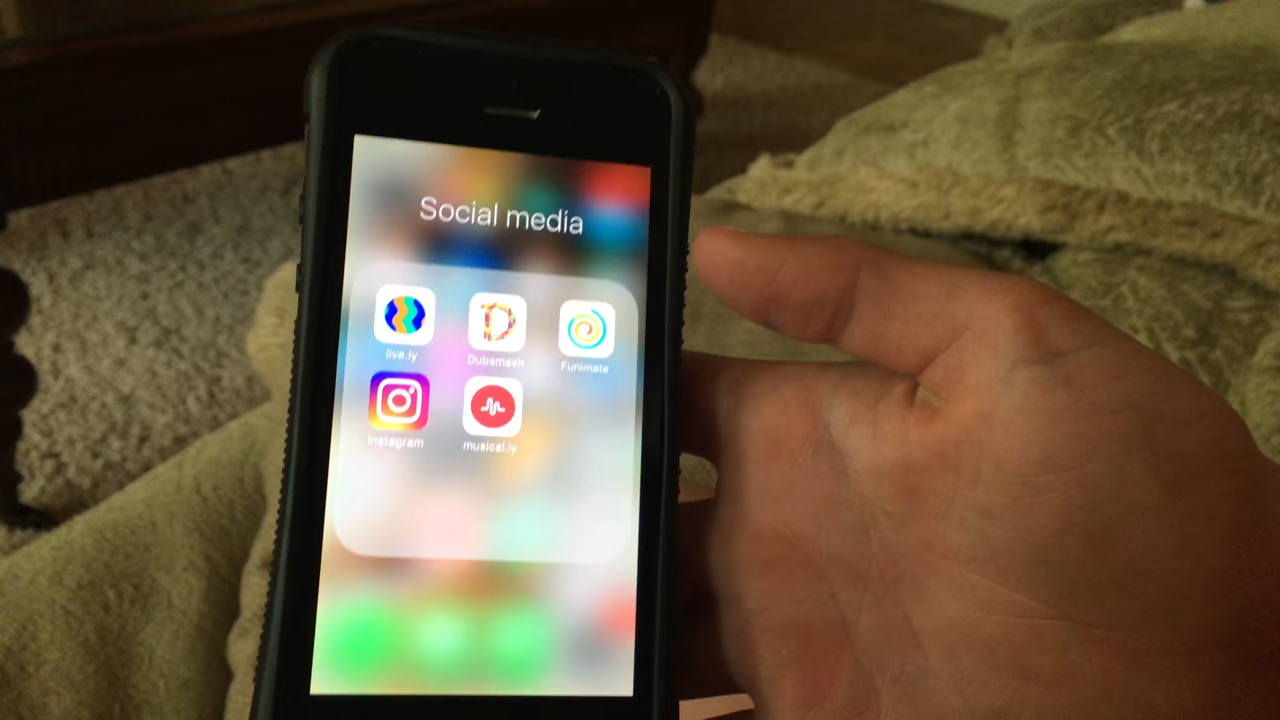 Social media
live.ly
Dubsmash
Funimate
Instagram
musical.ly